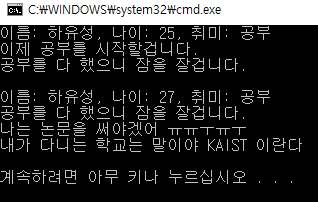 C:₩WINDOWS₩system32₩cmd.exe
이름: 하유성, 나이: 25, 취미: 공부
이제 공부를 시작할겁니다.
공부를 다 했으니 잠을 잘겁니다.
이름: 하유성, 나이: 27, 취미: 공부
공부를 다 했으니 잠을 잘겁니다.
나는 논문을 써야겠어 ㅠㅠㅜㅠㅜ
내가 다니는 학교는 말이야 KAIST 이란다
계속하려면 아무 키나 누르십시오 . . .